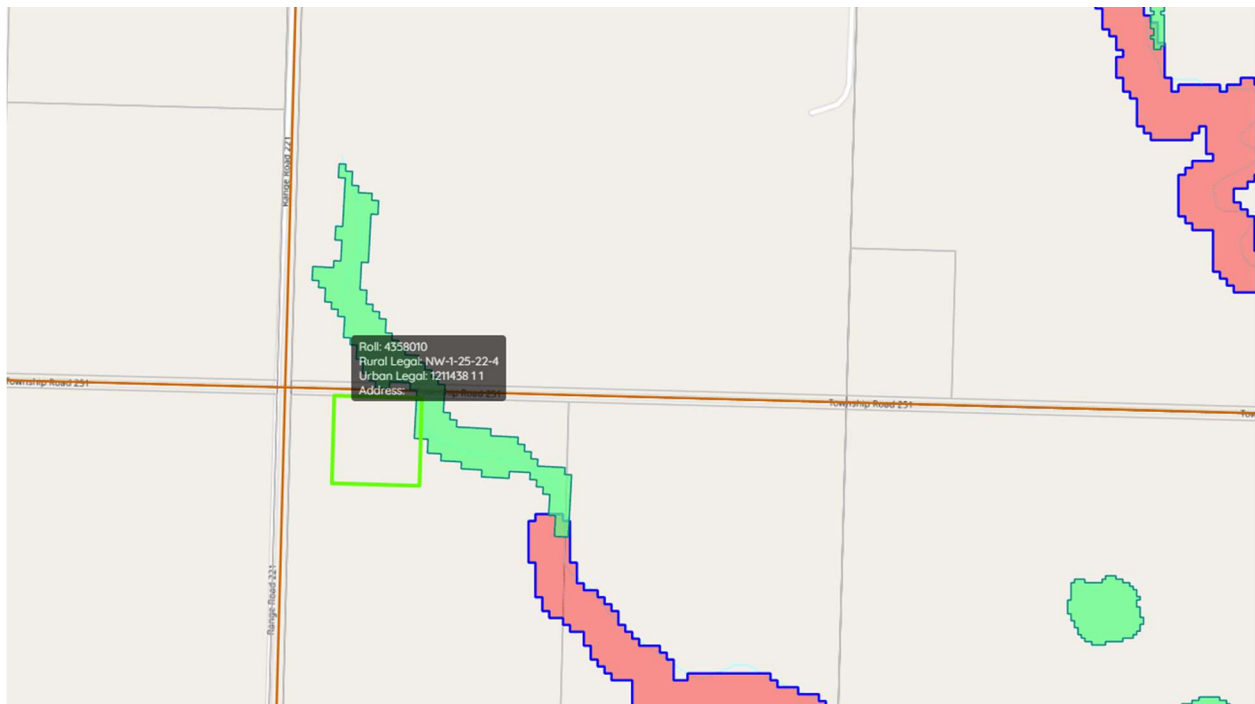 Range Road 221
Roll: 4358010
Rural Legal: NW-1-25-22-4
Urban Legal: 1211438 1 1
Address:
Township Road 251
Township Road 251
Range Road 221